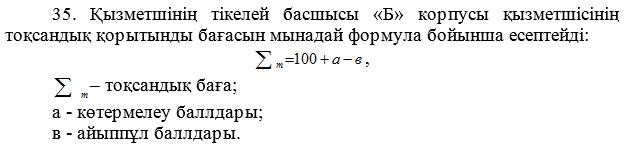 35. Қызметшінің тікелей басшысы «Б» корпусы қызметшісінің
тоқсандық қорытынды бағасын мынадай формула бойынша есептейді:
∑ т=100+а−в,
∑ т– тоқсандық баға;
а - көтермелеу баллдары;
в - айыппұл баллдары.